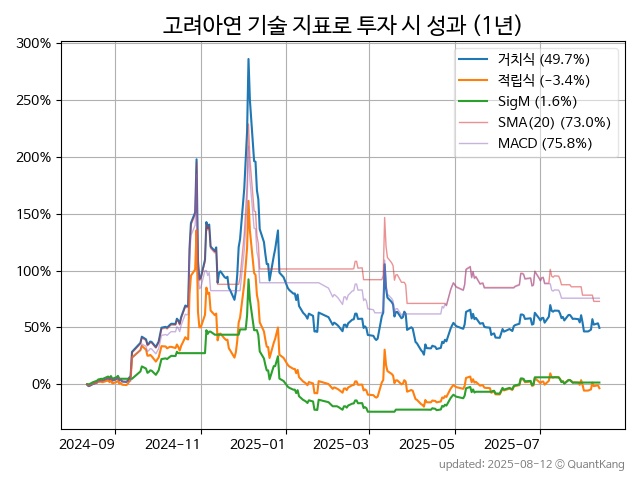 고려아연 기술 지표로 투자 시 성과 (1년)
300%
250%
200%
150%
100%
50%
0%
거치식 (49.7%)
적립식 (-3.4%)
SigM (1.6%)
SMA(20) (73.0%)
MACD (75.8%)
2024-09
2024-11
2025-01
2025-03
2025-05
2025-07
updated: 2025-08-12 © QuantKang